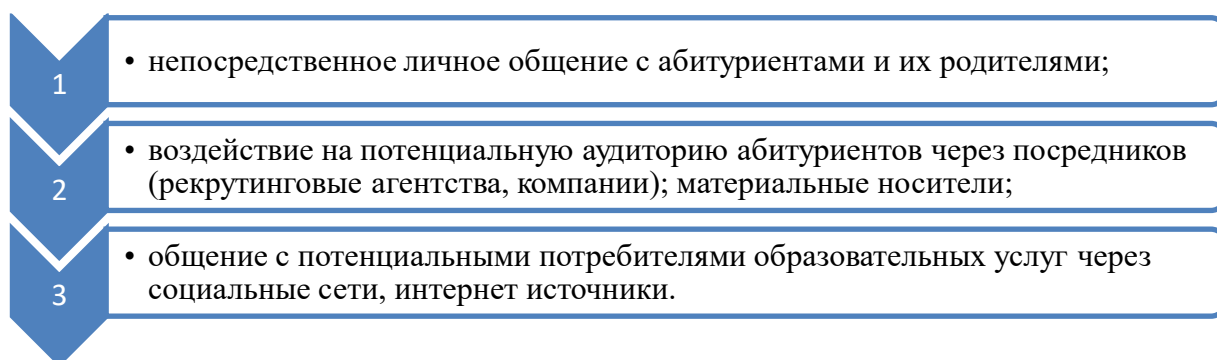 1
• непосредственное личное общение с абитуриентами и их родителями;
2
• воздействие на потенциальную аудиторию абитуриентов через посредников
(рекрутинговые агентства, компании); материальные носители;
3
• общение с потенциальными потребителями образовательных услуг через
социальные сети, интернет источники.